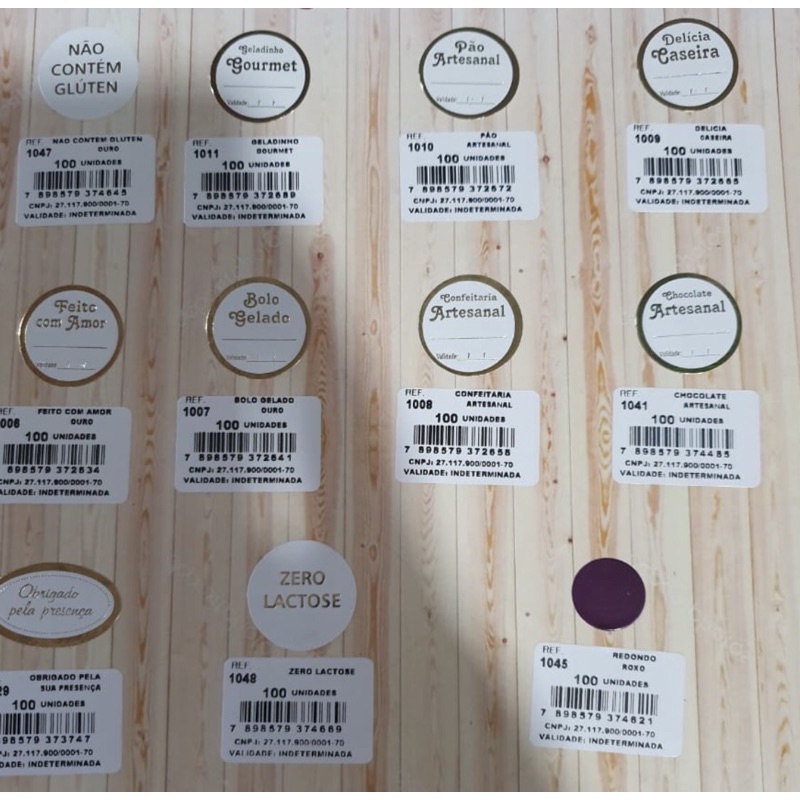 NÃO
CONTÉM
GLÚTEN
REF. NAO CONTEM GLUTEN
1047 OURO
100 UNIDADES
7 898579 374645
CNPJ: 27.117.900/0001-70
VALIDADE: INDETERMINADA
Geladinho
Gourmet
Validade: / /
REF. GELADINHO
1011 GOURMET
100 UNIDADES
7 898579 372689
CNPJ: 27.117.900/0001-70
VALIDADE: INDETERMINADA
Pão
Artesanal
Validade: / /
REF. PÃO
1010 ARTESANAL
100 UNIDADES
7 898579 372672
CNPJ: 27.117.900/0001-70
VALIDADE: INDETERMINADA
Delícia
Caseira
Validade: / /
REF. DELICIA
1009 CASEIRA
100 UNIDADES
7 898579 372665
CNPJ: 27.117.900/0001-70
VALIDADE: INDETERMINADA
Feito
com Amor
Validade: / /
REF. FEITO COM AMOR
006 OURO
100 UNIDADES
898579 372634
CNPJ: 27.117.900/0001-70
VALIDADE: INDETERMINADA
Bolo
Gelado
Validade: / /
REF. BOLO GELADO
1007 OURO
100 UNIDADES
7 898579 372641
CNPJ: 27.117.900/0001-70
VALIDADE: INDETERMINADA
Confeitaria
Artesanal
Validade: / /
REF. CONFEITARIA
1008 ARTESANAL
100 UNIDADES
7 898579 372658
CNPJ: 27.117.900/0001-70
VALIDADE: INDETERMINADA
Chocolate
Artesanal
Validade: / /
REF. CHOCOLATE
1041 ARTESANAL
100 UNIDADES
7 898579 374485
CNPJ: 27.117.900/0001-70
VALIDADE: INDETERMINADA
Obrigado
pela presença
OBRIGADO PELA
29 SUA PRESENÇA
100 UNIDADES
98579 373747
CNPJ: 27.117.900/0001-70
VALIDADE: INDETERMINADA
ZERO
LACTOSE
REF. ZERO LACTOSE
1048
100 UNIDADES
7 898579 374669
CNPJ: 27.117.900/0001-70
VALIDADE: INDETERMINADA
REF. REDONDO
1045 ROXO
100 UNIDADES
7 898579 374621
CNPJ: 27.117.900/0001-70
VALIDADE: INDETERMINADA